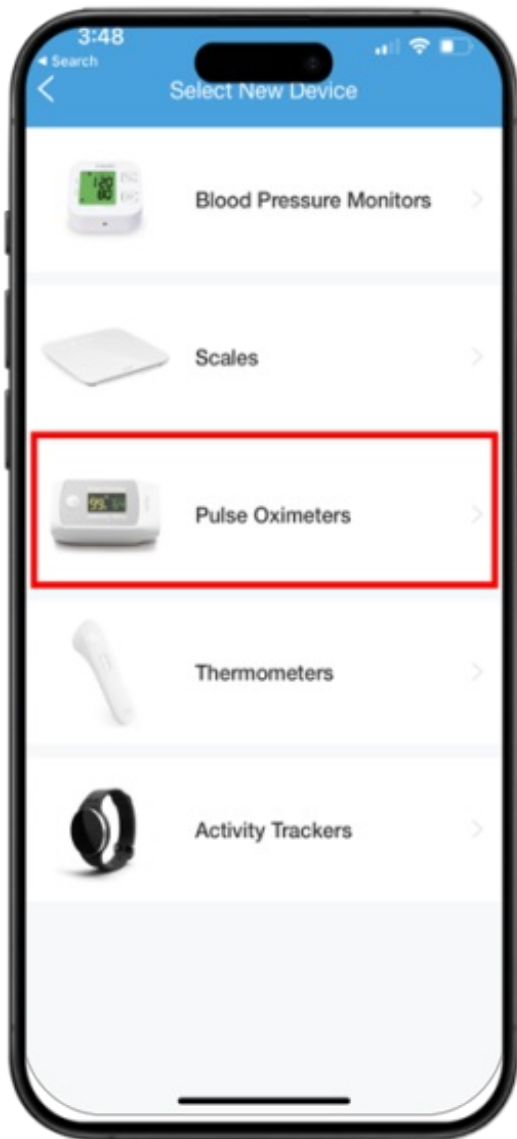 3:48
Search
Select New Device
Blood Pressure Monitors
Scales
Pulse Oximeters
Thermometers
Activity Trackers